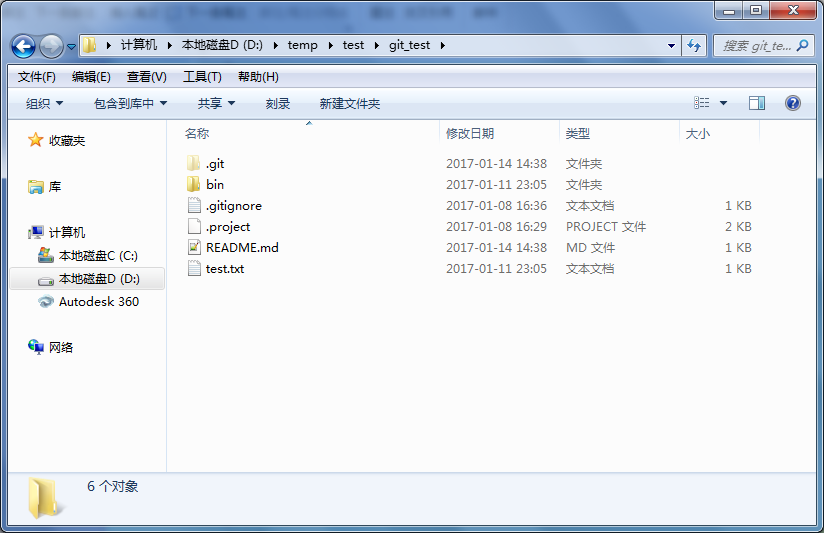 计算机 本地磁盘D (D:) temp test git_test 搜索 git_te...
文件(F) 编辑(E) 查看(V) 工具(T) 帮助(H)
组织 包含到库中 共享 刻录 新建文件夹
收藏夹
库
计算机
本地磁盘C (C:)
本地磁盘D (D:)
Autodesk 360
网络
名称 修改日期 类型 大小
.git 2017-01-14 14:38 文件夹
bin 2017-01-11 23:05 文件夹
.gitignore 2017-01-08 16:36 文本文档 1 KB
.project 2017-01-08 16:29 PROJECT 文件 2 KB
README.md 2017-01-14 14:38 MD 文件 1 KB
test.txt 2017-01-11 23:05 文本文档 1 KB
6 个对象